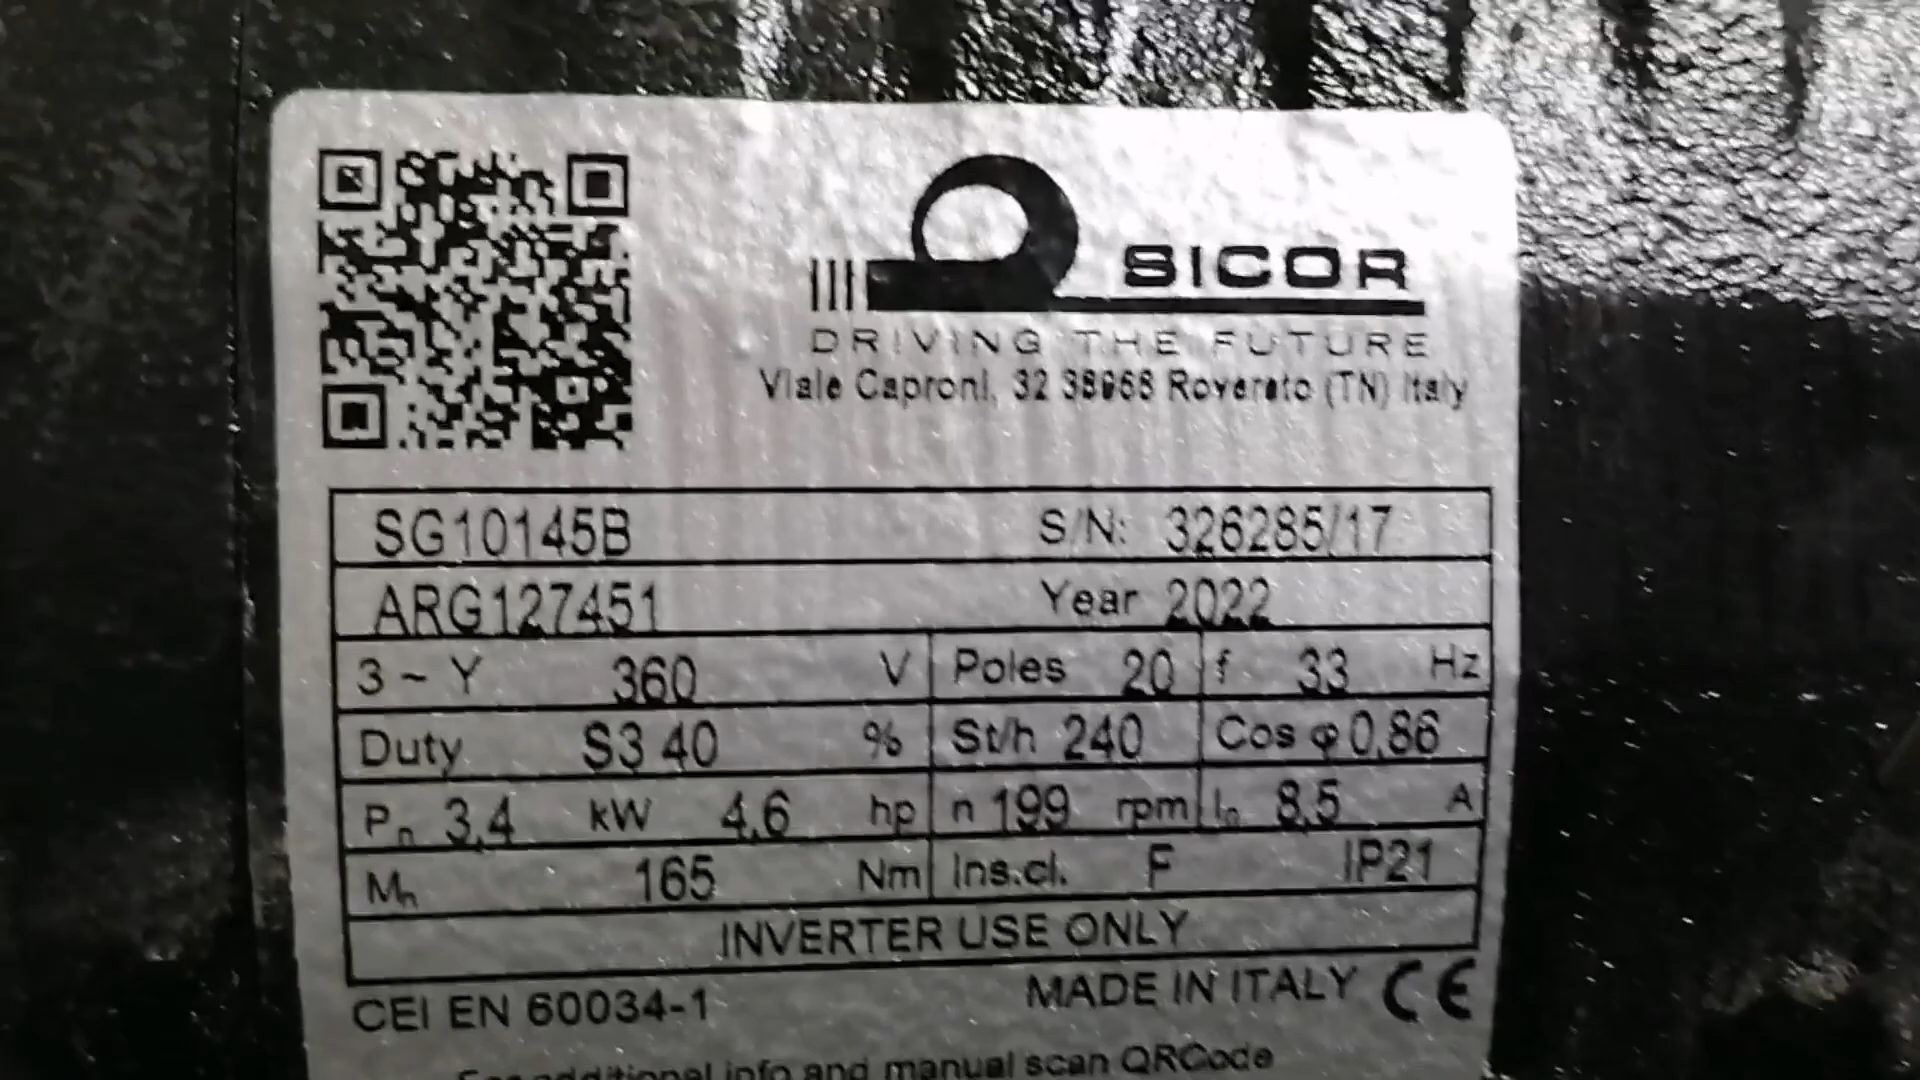 SICOR
DRIVING THE FUTURE
Viale Caproni, 32 38068 Rovereto (TN) Italy
SG10145B S/N: 326285/17
ARG127451 Year 2022
3 ~ Y 360 V Poles 20 f 33 Hz
Duty S3 40 % St/h 240 Cos φ 0,86
Pn 3,4 kW 4,6 hp n 199 rpm In 8,5 A
Mn 165 Nm Ins.cl. F IP21
INVERTER USE ONLY
CEI EN 60034-1 MADE IN ITALY CE
For additional info and manual scan QRCode